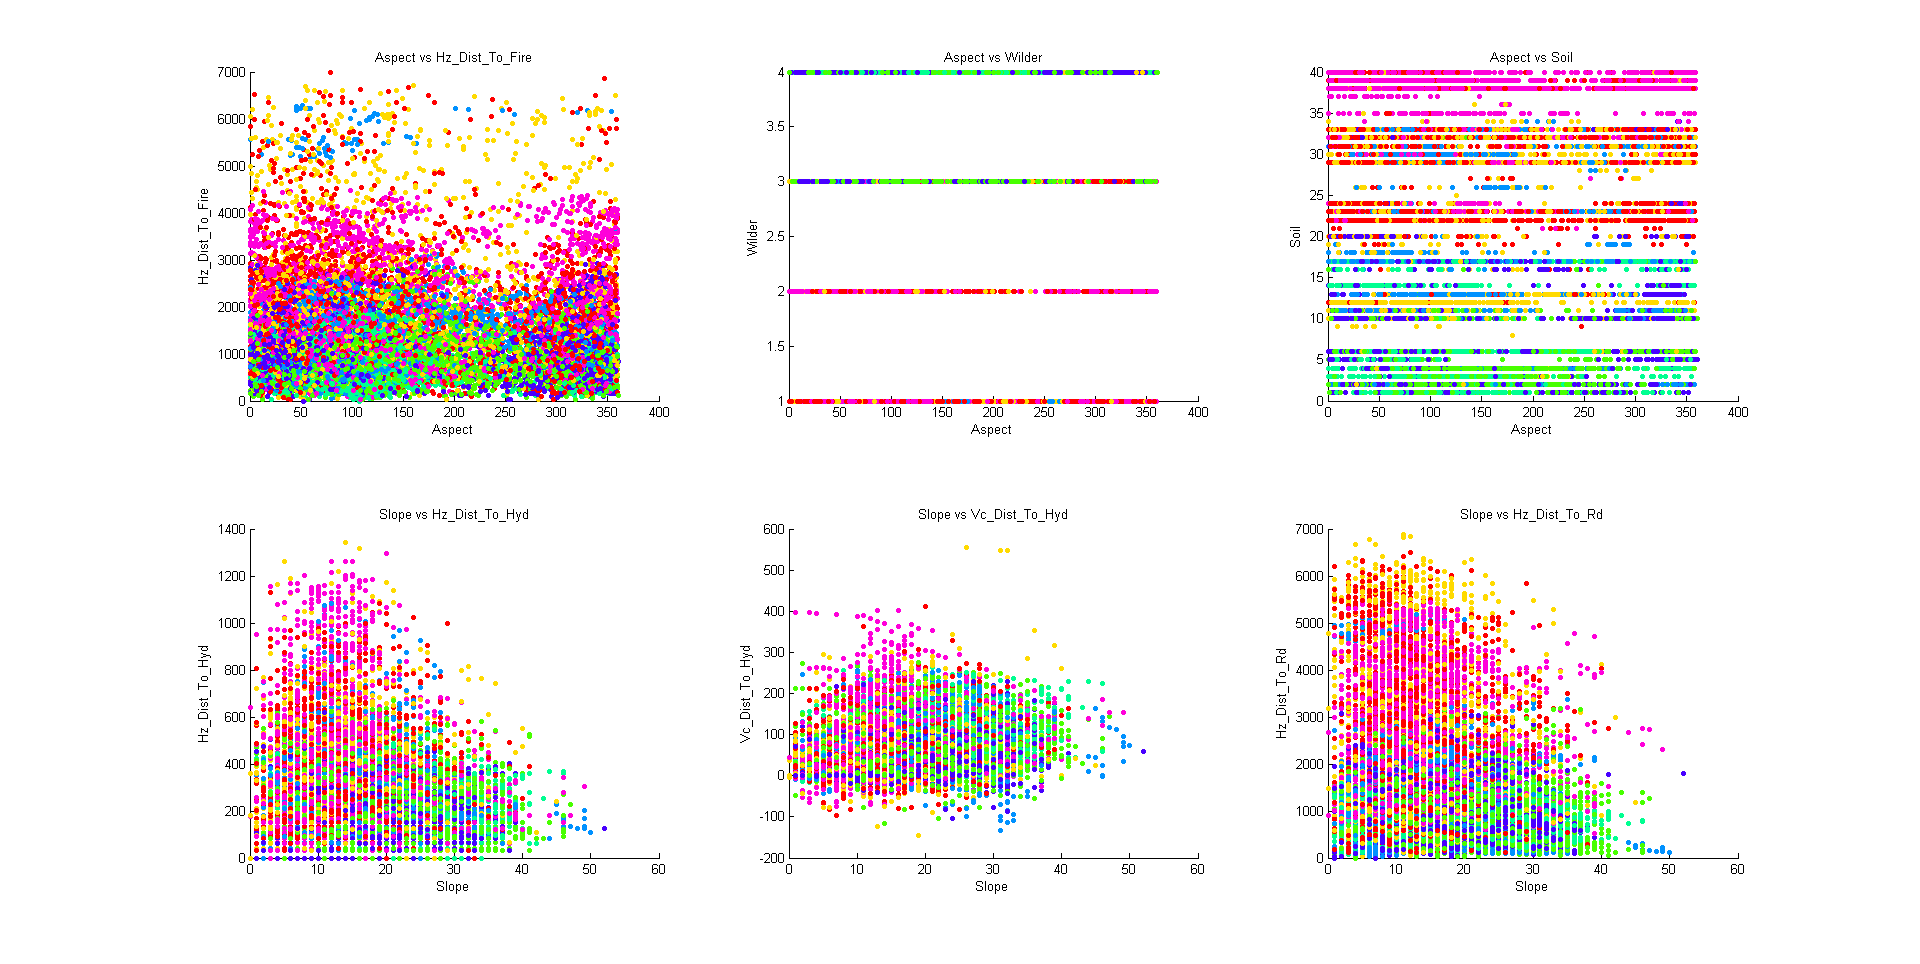 Aspect vs Hz_Dist_To_Fire
7000
6000
5000
4000
3000
2000
1000
0
Hz_Dist_To_Fire
0 50 100 150 200 250 300 350 400
Aspect
Aspect vs Wilder
4
3.5
3
2.5
2
1.5
1
Wilder
0 50 100 150 200 250 300 350 400
Aspect
Aspect vs Soil
40
35
30
25
20
15
10
5
0
Soil
0 50 100 150 200 250 300 350 400
Aspect
Slope vs Hz_Dist_To_Hyd
1400
1200
1000
800
600
400
200
0
Hz_Dist_To_Hyd
0 10 20 30 40 50 60
Slope
Slope vs Vc_Dist_To_Hyd
600
500
400
300
200
100
0
-100
-200
Vc_Dist_To_Hyd
0 10 20 30 40 50 60
Slope
Slope vs Hz_Dist_To_Rd
7000
6000
5000
4000
3000
2000
1000
0
Hz_Dist_To_Rd
0 10 20 30 40 50 60
Slope